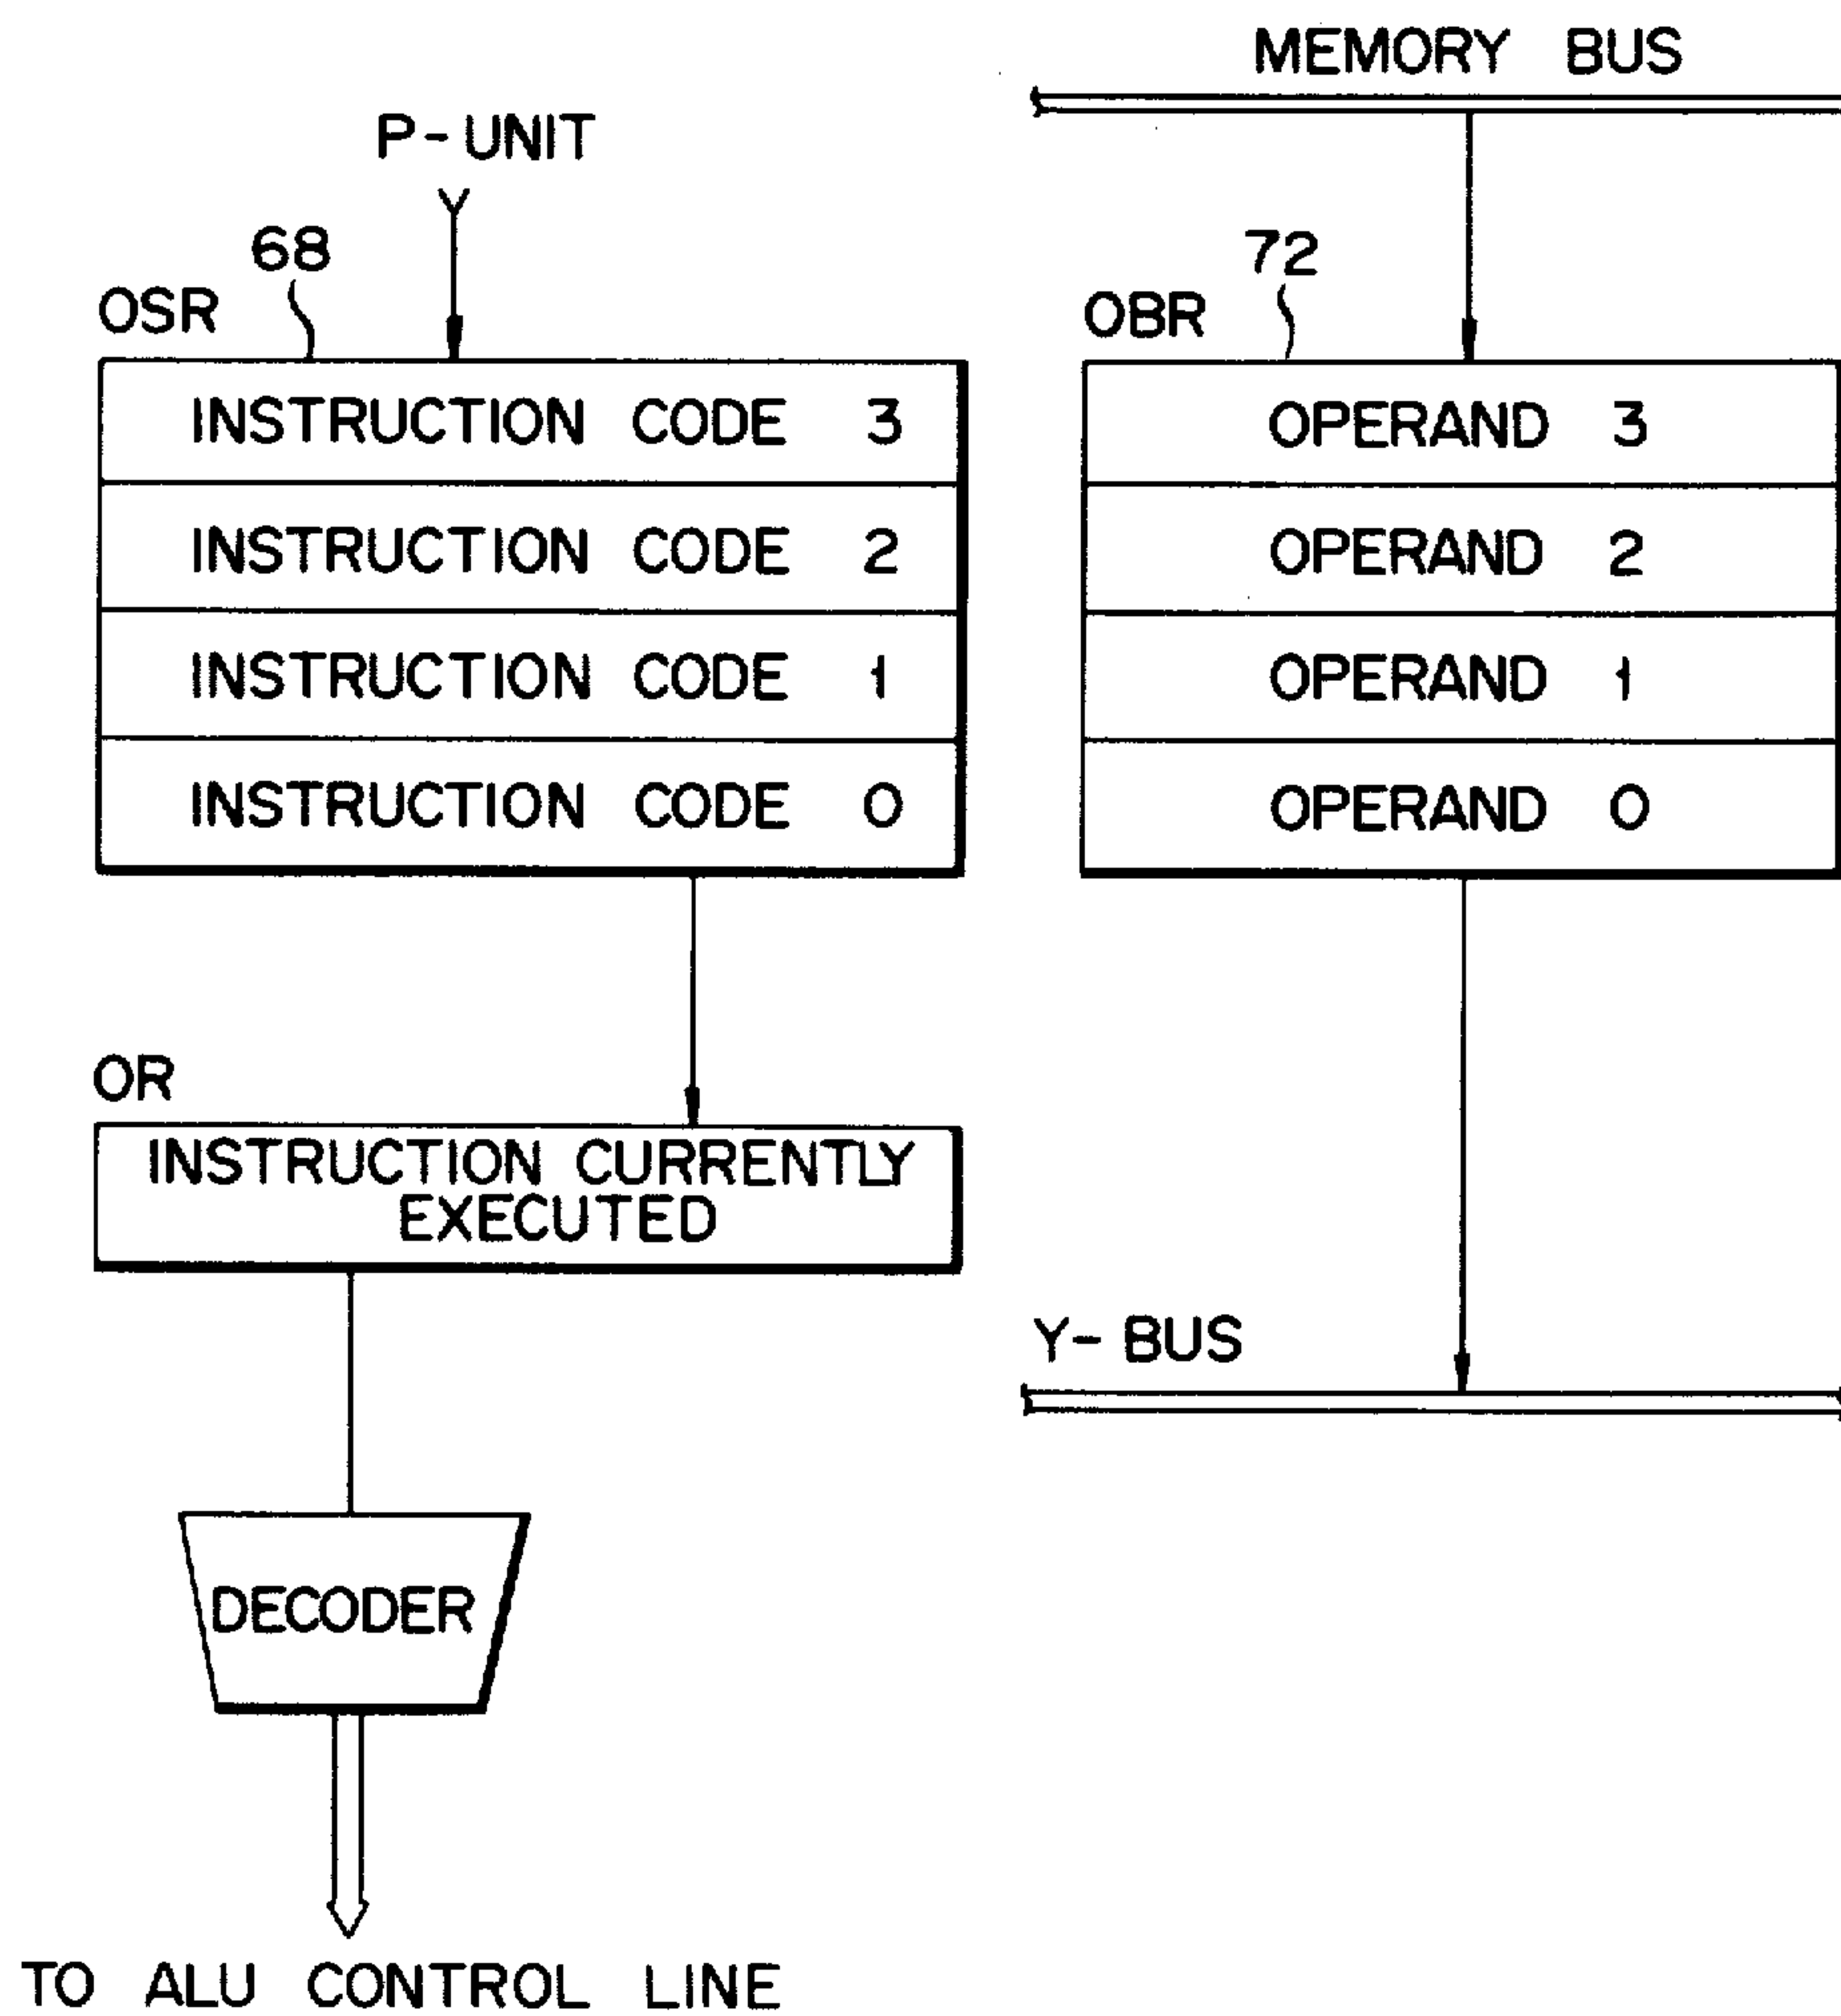 MEMORY BUS
P-UNIT
68
OSR
72
OBR
INSTRUCTION CODE 3
INSTRUCTION CODE 2
INSTRUCTION CODE 1
INSTRUCTION CODE 0
OPERAND 3
OPERAND 2
OPERAND 1
OPERAND 0
OR
INSTRUCTION CURRENTLY
EXECUTED
Y-BUS
DECODER
TO ALU CONTROL LINE